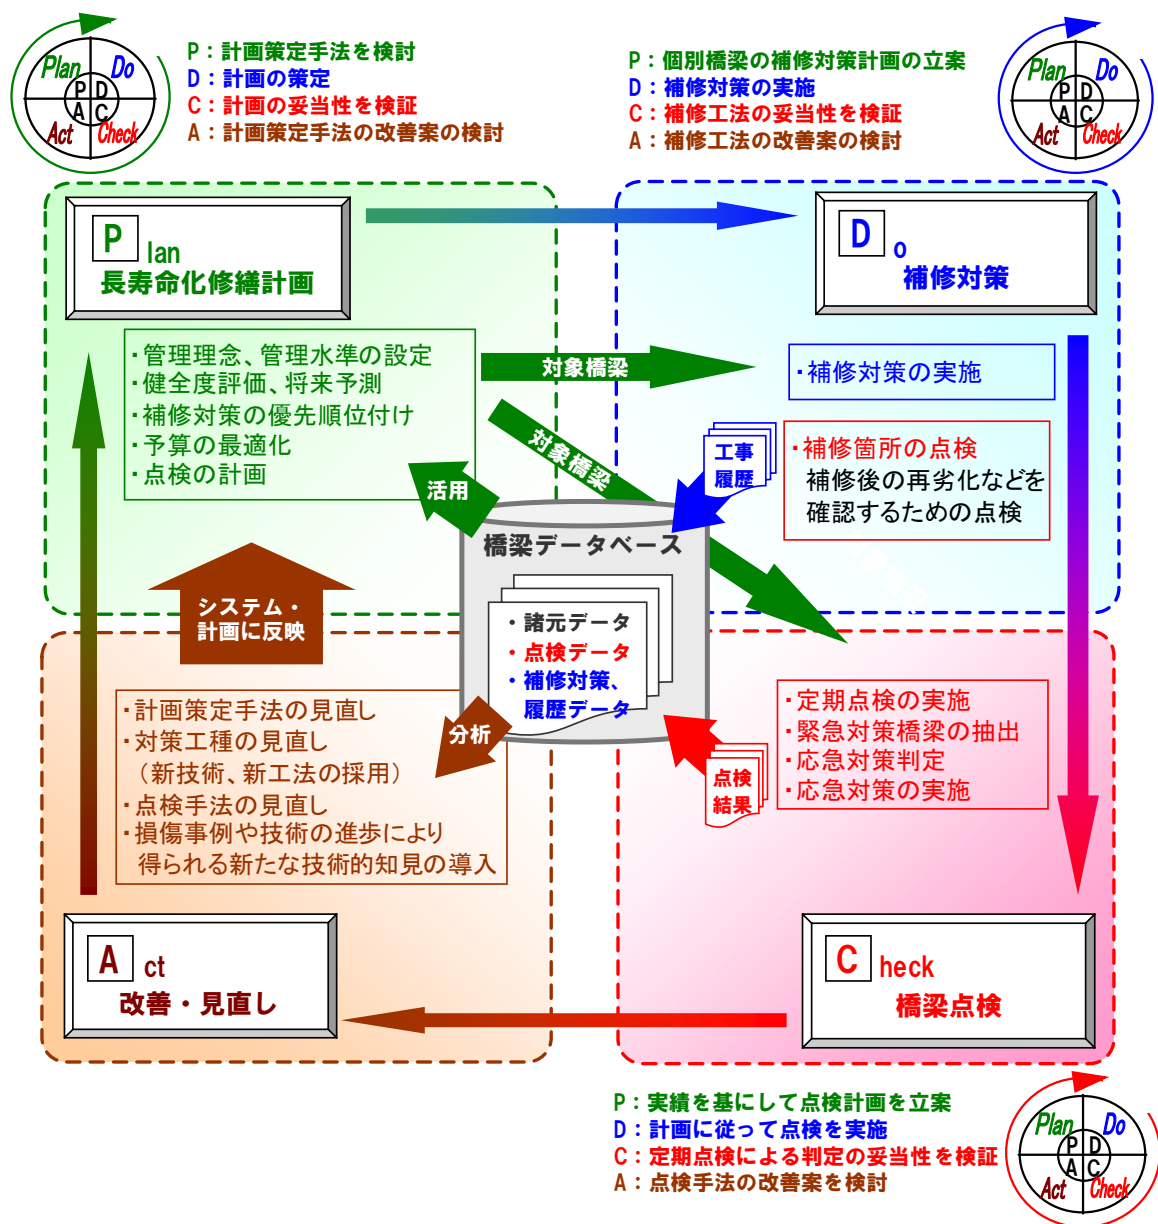 Plan
Do
P
D
A
C
Act
Check
P：計画策定手法を検討
D：計画の策定
C：計画の妥当性を検証
A：計画策定手法の改善案の検討
P：個別橋梁の補修対策計画の立案
D：補修対策の実施
C：補修工法の妥当性を検証
A：補修工法の改善案の検討
Plan
Do
P
D
A
C
Act
Check
P lan
長寿命化修繕計画
D o
補修対策
・管理理念、管理水準の設定
・健全度評価、将来予測
・補修対策の優先順位付け
・予算の最適化
・点検の計画
対象橋梁
対象橋梁
・補修対策の実施
・補修箇所の点検
補修後の再劣化などを
確認するための点検
工事
履歴
活用
橋梁データベース
・諸元データ
・点検データ
・補修対策、
履歴データ
システム・
計画に反映
分析
点検
結果
・計画策定手法の見直し
・対策工種の見直し
（新技術、新工法の採用）
・点検手法の見直し
・損傷事例や技術の進歩により
得られる新たな技術的知見の導入
・定期点検の実施
・緊急対策橋梁の抽出
・応急対策判定
・応急対策の実施
A ct
改善・見直し
C heck
橋梁点検
P：実績を基にして点検計画を立案
D：計画に従って点検を実施
C：定期点検による判定の妥当性を検証
A：点検手法の改善案を検討
Plan
Do
P
D
A
C
Act
Check